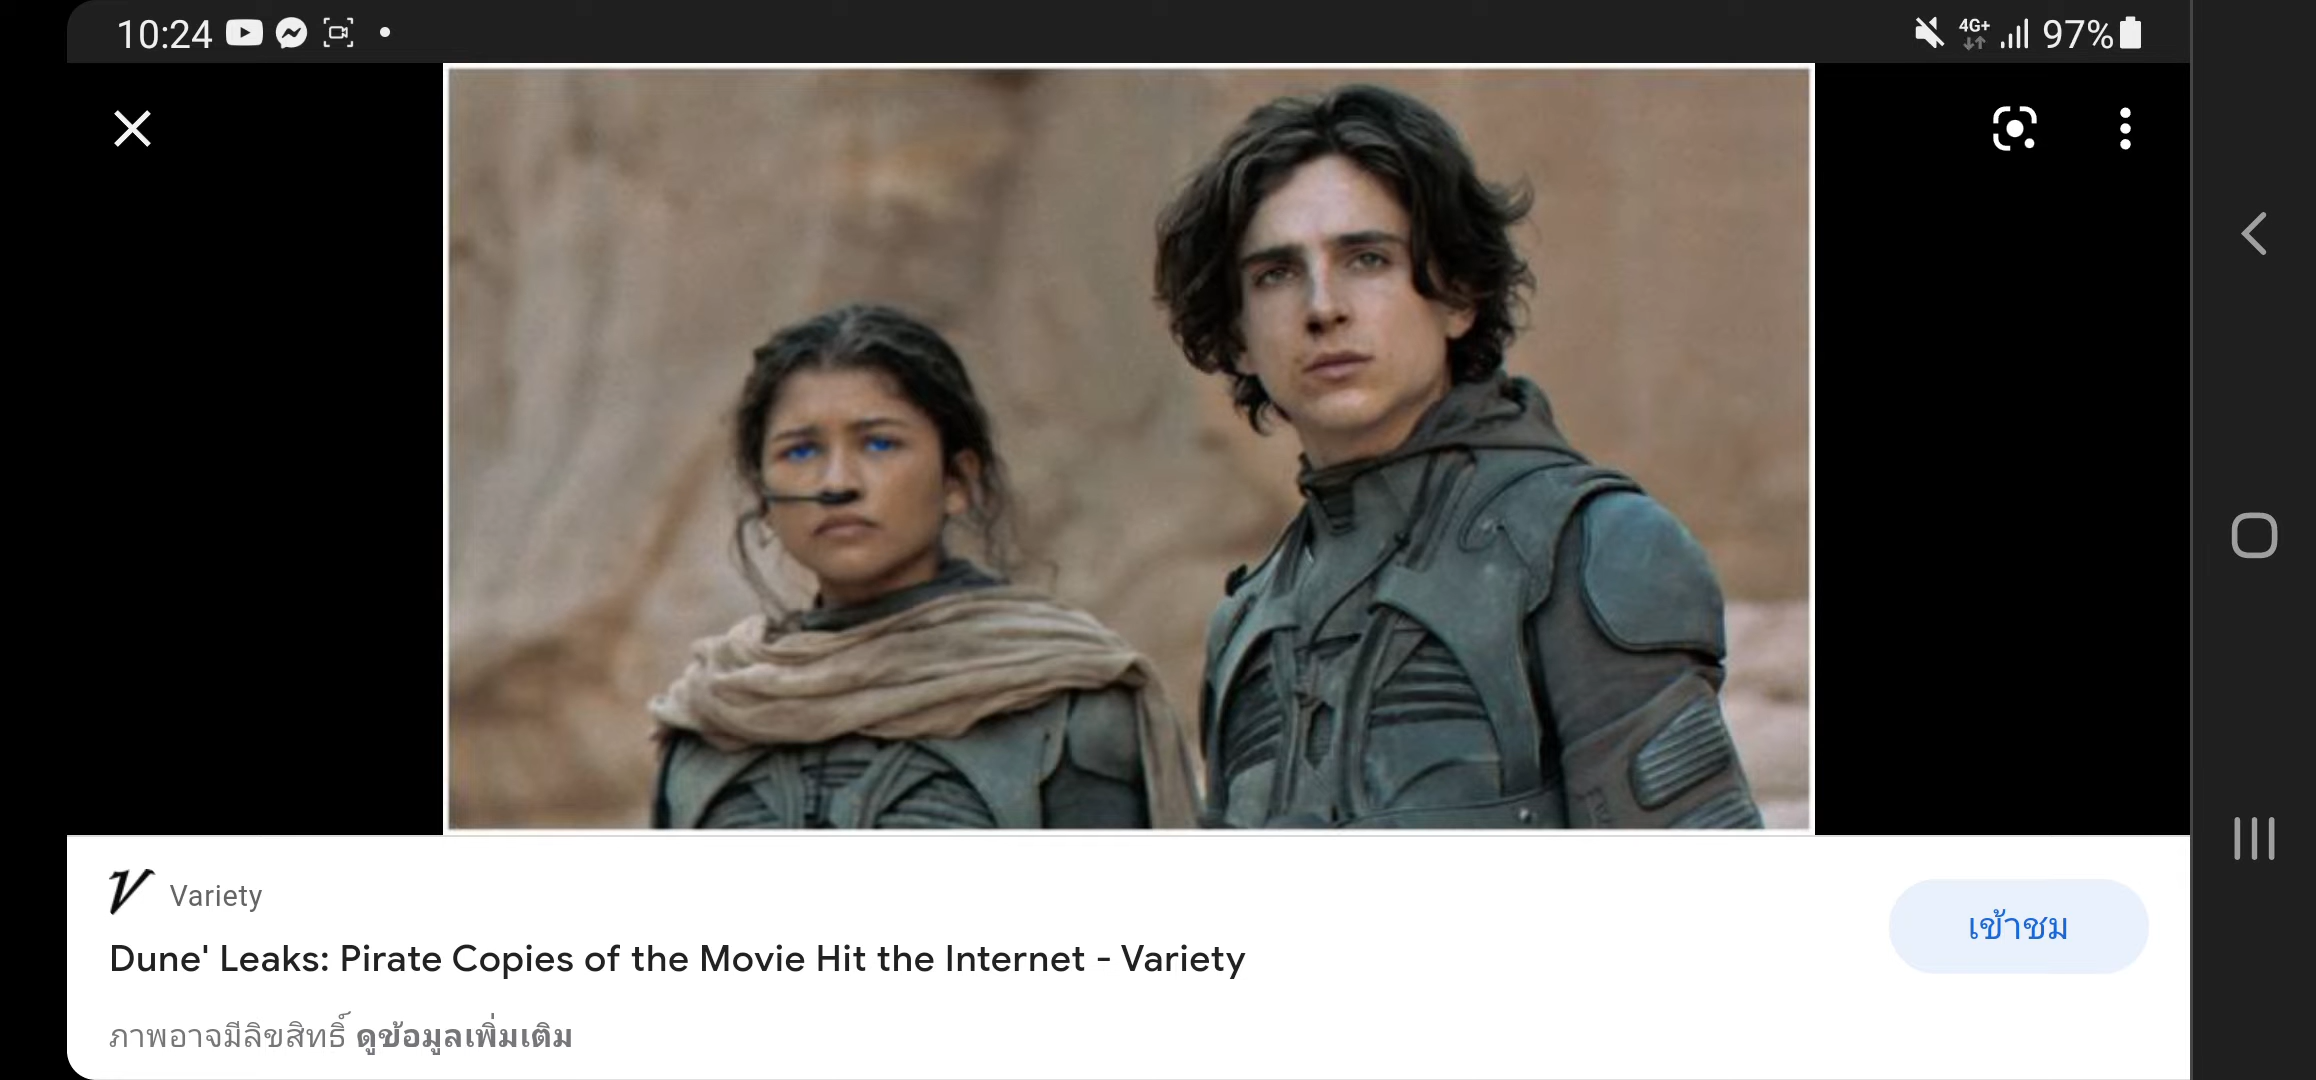 10:24
4G+ 97%
Variety
Dune' Leaks: Pirate Copies of the Movie Hit the Internet - Variety
เข้าชม
ภาพอาจมีลิขสิทธิ์ ดูข้อมูลเพิ่มเติม